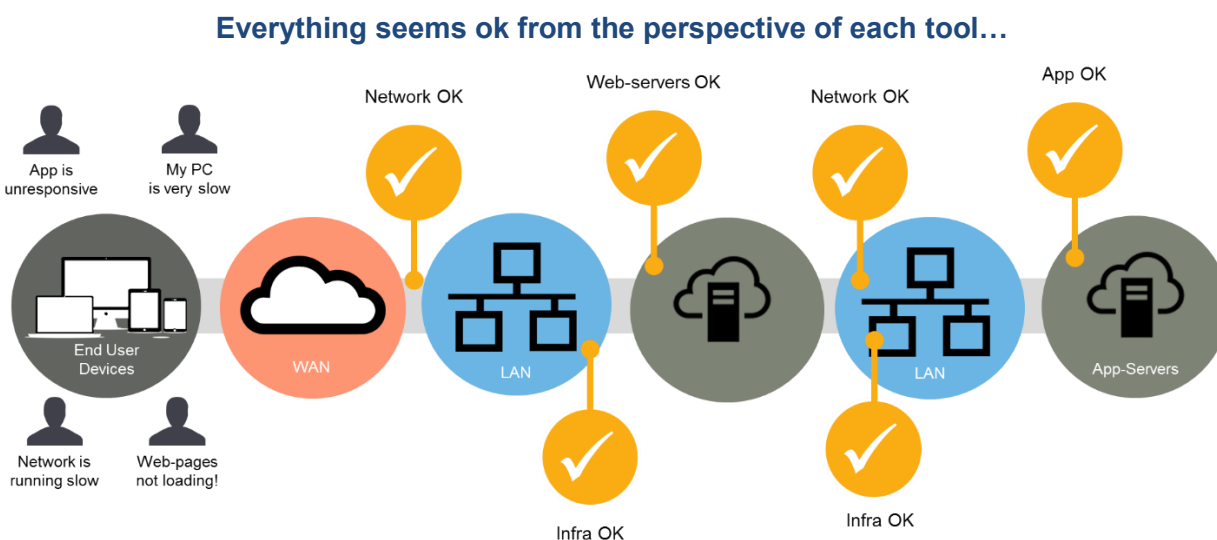 Everything seems ok from the perspective of each tool…
Network OK
Web-servers OK
Network OK
App OK
App is
unresponsive
My PC
is very slow
End User
Devices
WAN
LAN
LAN
App-Servers
Network is
running slow
Web-pages
not loading!
Infra OK
Infra OK